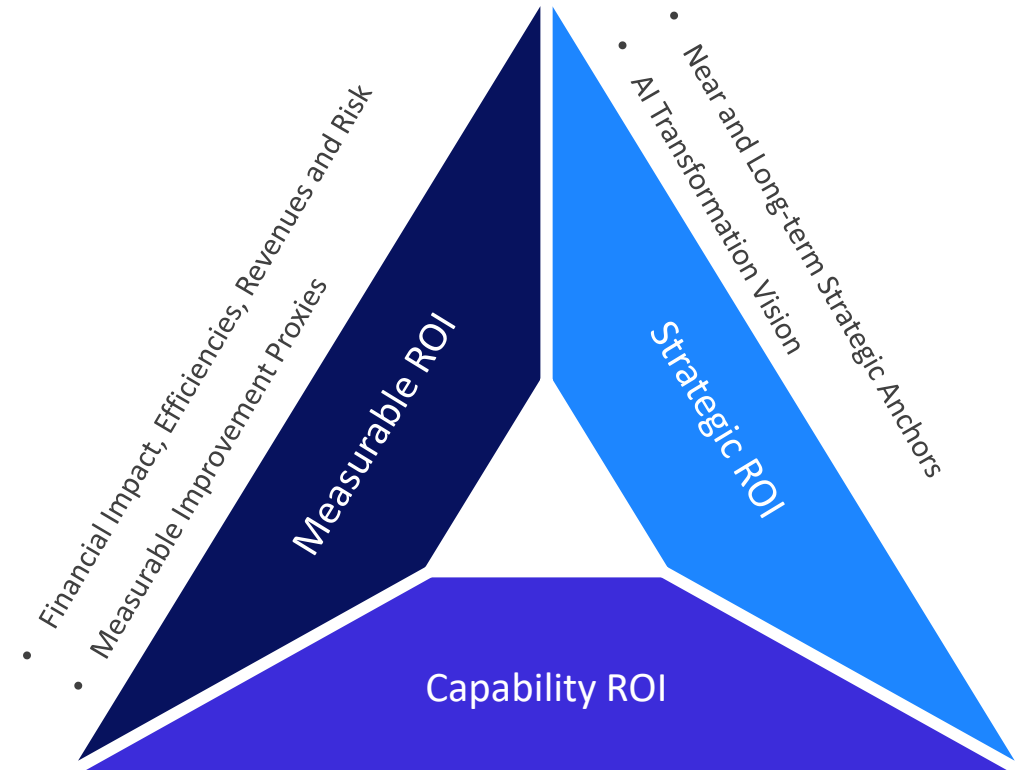 • Financial Impact, Efficiencies, Revenues and Risk
• Measurable Improvement Proxies
Measurable ROI
• Near and Long-term Strategic Anchors
• AI Transformation Vision
Strategic ROI
Capability ROI